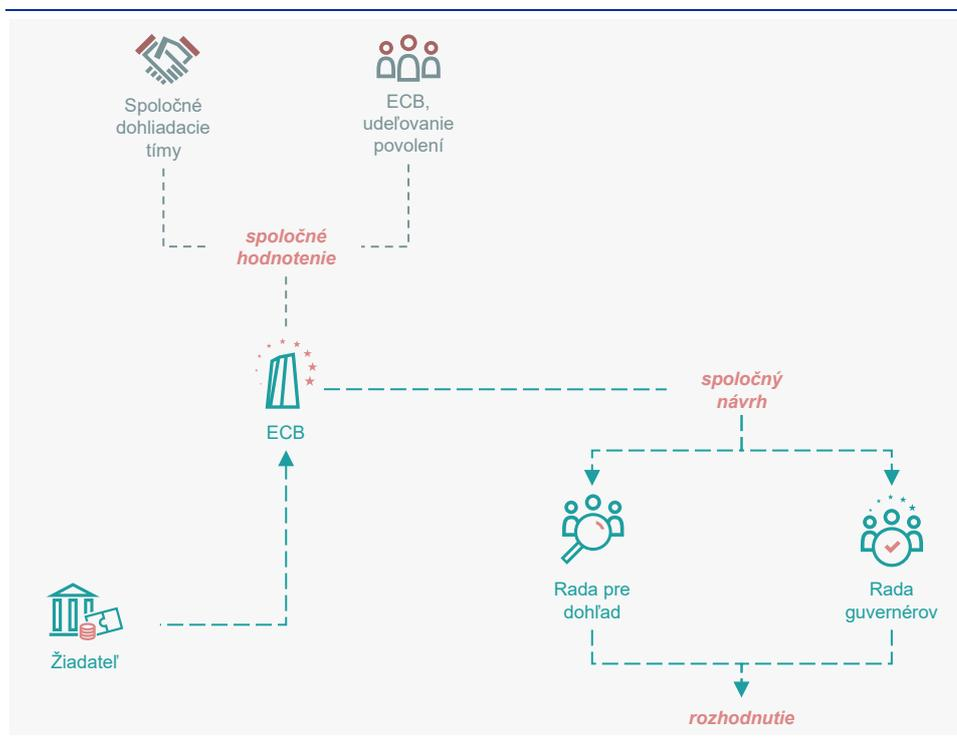 Spoločné
dohliadacie
tímy
ECB,
udeľovanie
povolení
spoločné
hodnotenie
ECB
spoločný
návrh
Rada pre
dohľad
Rada
guvernérov
Žiadateľ
rozhodnutie